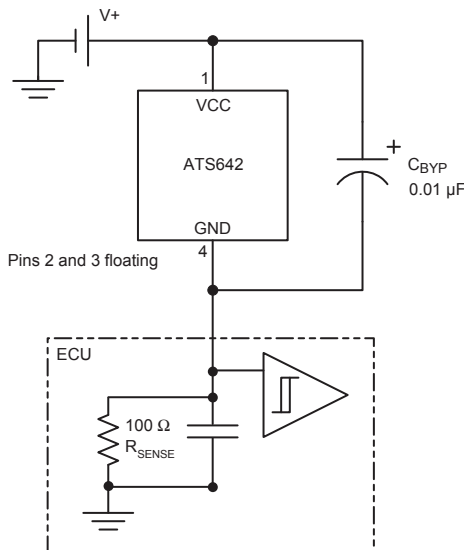 V+
1
VCC
ATS642
+
CBYP
0.01 µF
GND
4
Pins 2 and 3 floating
ECU
100 Ω
RSENSE